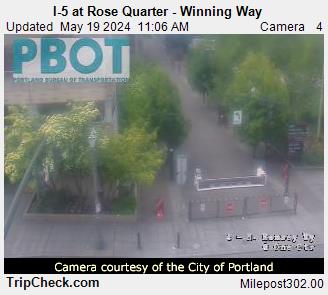 I-5 at Rose Quarter - Winning Way
Updated May 19 2024 11:06 AM Camera 4
PBOT
PORTLAND BUREAU OF TRANSPORTATION
Camera courtesy of the City of Portland
TripCheck.com Milepost302.00